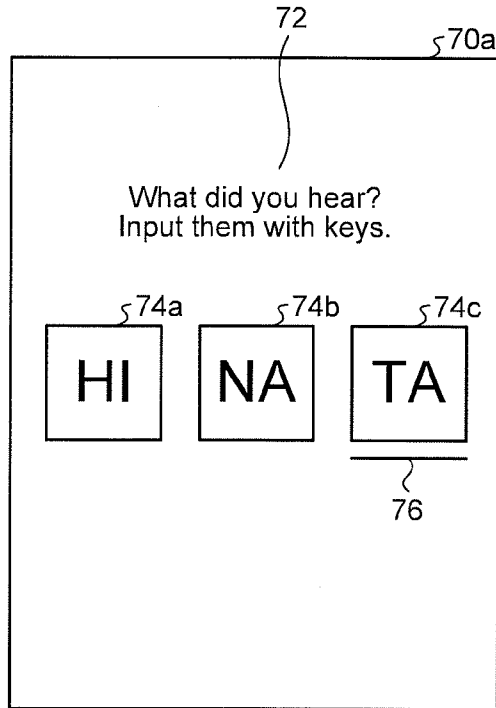 72
70a
What did you hear?
Input them with keys.
74a 74b 74c
HI NA TA
76